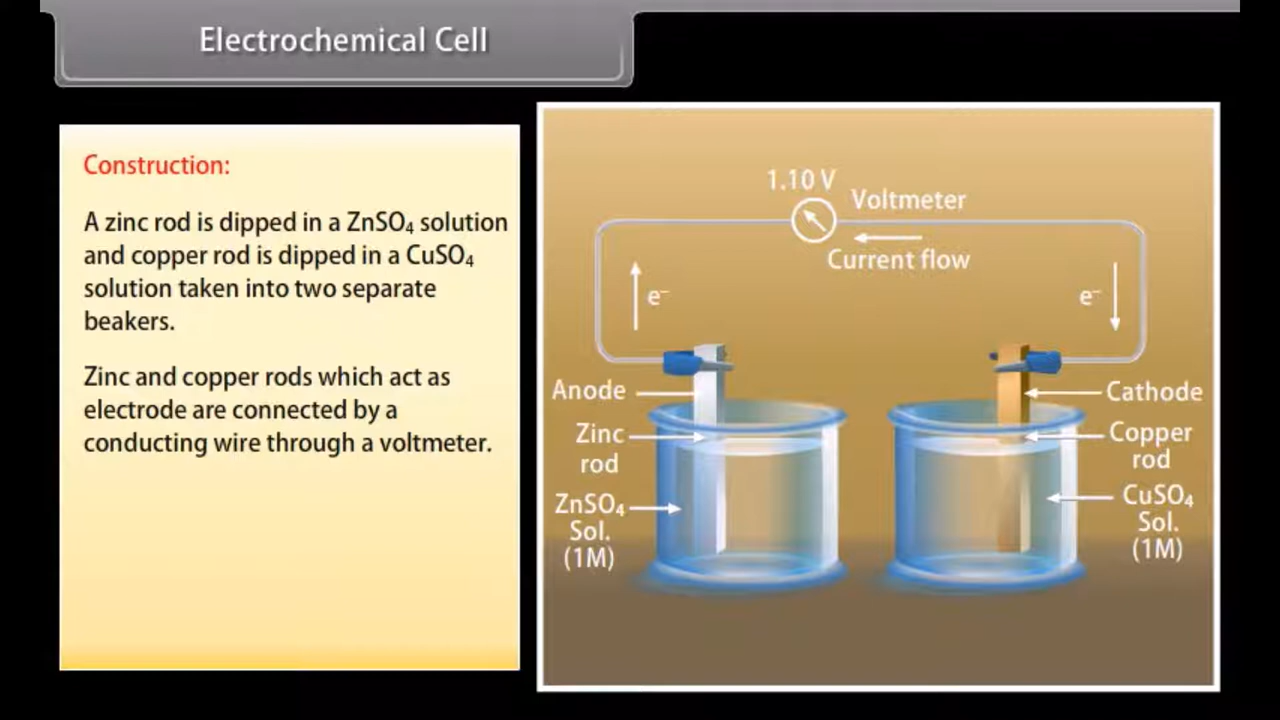 Electrochemical Cell
Construction:
A zinc rod is dipped in a ZnSO₄ solution
and copper rod is dipped in a CuSO₄
solution taken into two separate
beakers.
Zinc and copper rods which act as
electrode are connected by a
conducting wire through a voltmeter.
1.10 V
Voltmeter
Current flow
e⁻
e⁻
Anode
Zinc
rod
ZnSO₄
Sol.
(1M)
Cathode
Copper
rod
CuSO₄
Sol.
(1M)